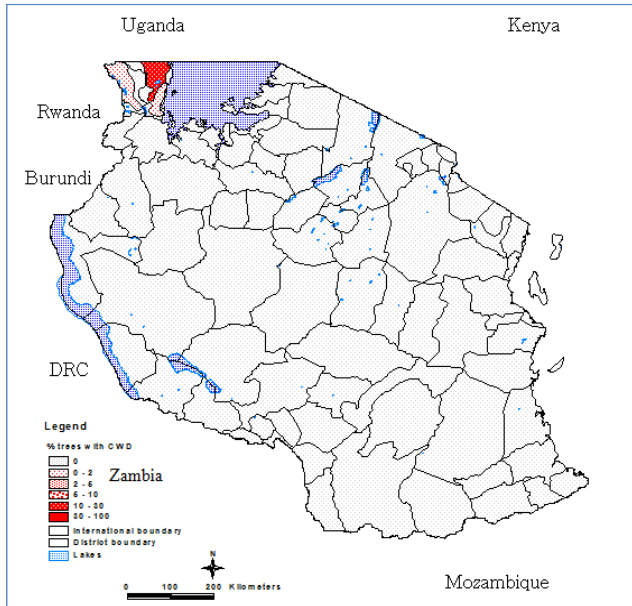 Uganda
Kenya
Rwanda
Burundi
DRC
Legend
% trees with CWD
0
0 - 2
2 - 5
5 - 10
10 - 30
30 - 100
International boundary
District boundary
Lakes
Zambia
N
0 100 200 Kilometers
Mozambique